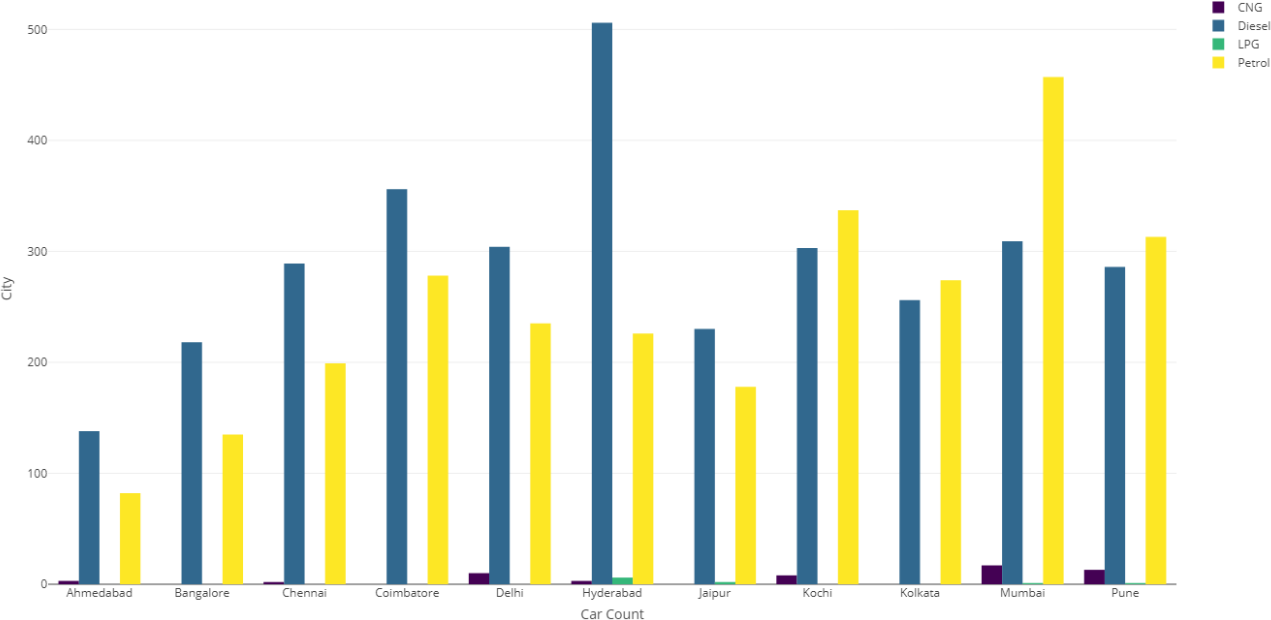 CNG
Diesel
LPG
Petrol
500
400
300
200
100
0
City
Ahmedabad Bangalore Chennai Coimbatore Delhi Hyderabad Jaipur Kochi Kolkata Mumbai Pune
Car Count